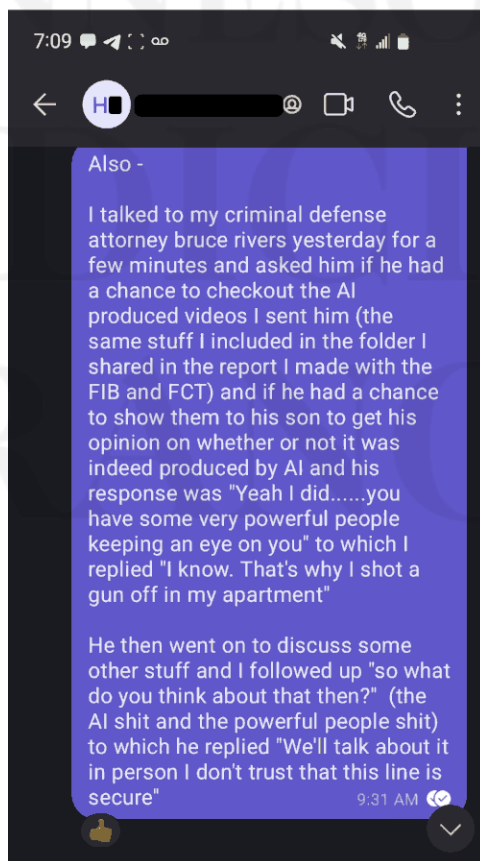 7:09
H
Also -
I talked to my criminal defense
attorney bruce rivers yesterday for a
few minutes and asked him if he had
a chance to checkout the AI
produced videos I sent him (the
same stuff I included in the folder I
shared in the report I made with the
FIB and FCT) and if he had a chance
to show them to his son to get his
opinion on whether or not it was
indeed produced by AI and his
response was "Yeah I did......you
have some very powerful people
keeping an eye on you" to which I
replied "I know. That's why I shot a
gun off in my apartment"
He then went on to discuss some
other stuff and I followed up "so what
do you think about that then?" (the
AI shit and the powerful people shit)
to which he replied "We'll talk about it
in person I don't trust that this line is
secure"
9:31 AM